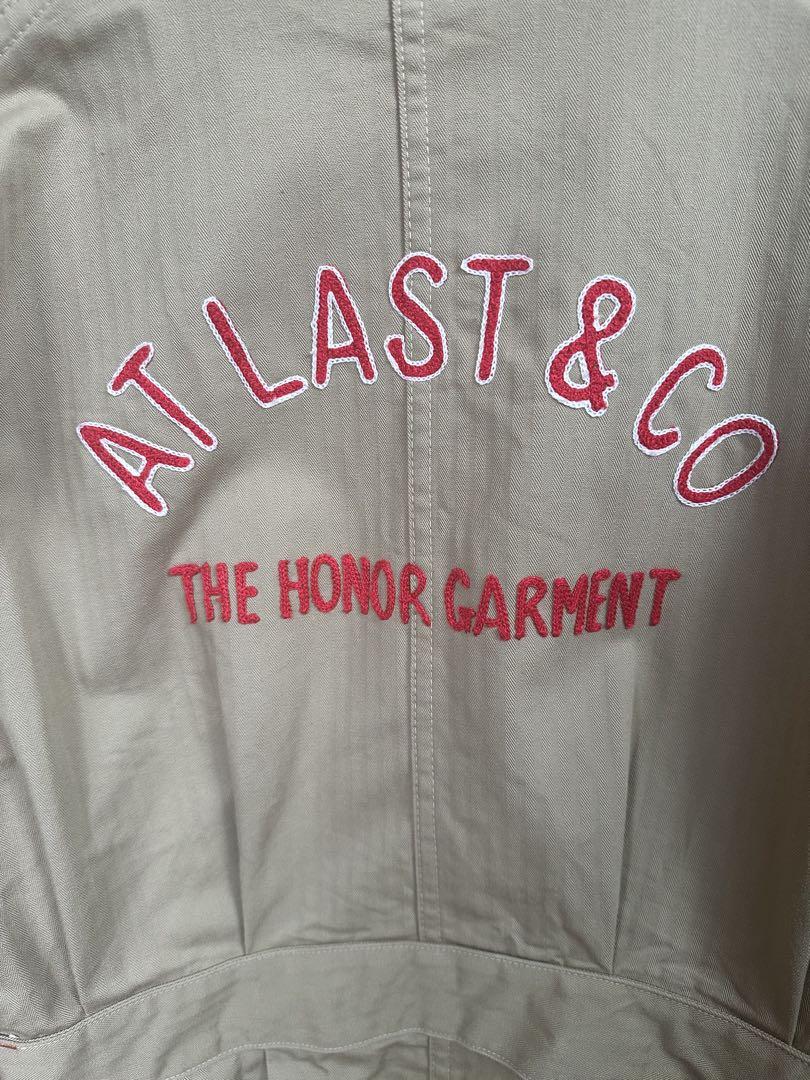 AT LAST & CO
THE HONOR GARMENT